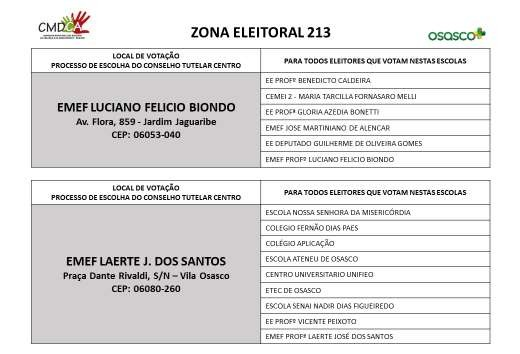 CMDCA
ZONA ELEITORAL 213
OSASCO
LOCAL DE VOTAÇÃO
PROCESSO DE ESCOLHA DO CONSELHO TUTELAR CENTRO
PARA TODOS ELEITORES QUE VOTAM NESTAS ESCOLAS
EMEF LUCIANO FELICIO BIONDO
Av. Flora, 859 - Jardim Jaguaribe
CEP: 06053-040
EE PROFº BENEDICTO CALDEIRA
CEMEI 2 - MARIA TARCILLA FORNASARO MELLI
EE PROFª GLORIA AZEDIA BONETTI
EMEF JOSE MARTINIANO DE ALENCAR
EE DEPUTADO GUILHERME DE OLIVEIRA GOMES
EMEF PROFº LUCIANO FELICIO BIONDO
LOCAL DE VOTAÇÃO
PROCESSO DE ESCOLHA DO CONSELHO TUTELAR CENTRO
PARA TODOS ELEITORES QUE VOTAM NESTAS ESCOLAS
EMEF LAERTE J. DOS SANTOS
Praça Dante Rivaldi, S/N – Vila Osasco
CEP: 06080-260
ESCOLA NOSSA SENHORA DA MISERICÓRDIA
COLEGIO FERNÃO DIAS PAES
COLÉGIO APLICAÇÃO
ESCOLA ATENEU DE OSASCO
CENTRO UNIVERSITARIO UNIFIEO
ETEC DE OSASCO
ESCOLA SENAI NADIR DIAS FIGUEIREDO
EE PROFº VICENTE PEIXOTO
EMEF PROFº LAERTE JOSÉ DOS SANTOS